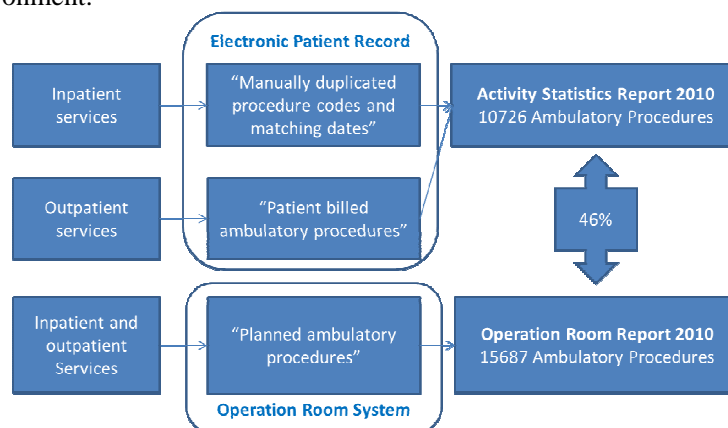 Electronic Patient Record
Inpatient
services
“Manually duplicated
procedure codes and
matching dates”
Activity Statistics Report 2010
10726 Ambulatory Procedures
Outpatient
services
“Patient billed
ambulatory procedures”
46%
Inpatient and
outpatient
Services
“Planned ambulatory
procedures”
Operation Room Report 2010
15687 Ambulatory Procedures
Operation Room System